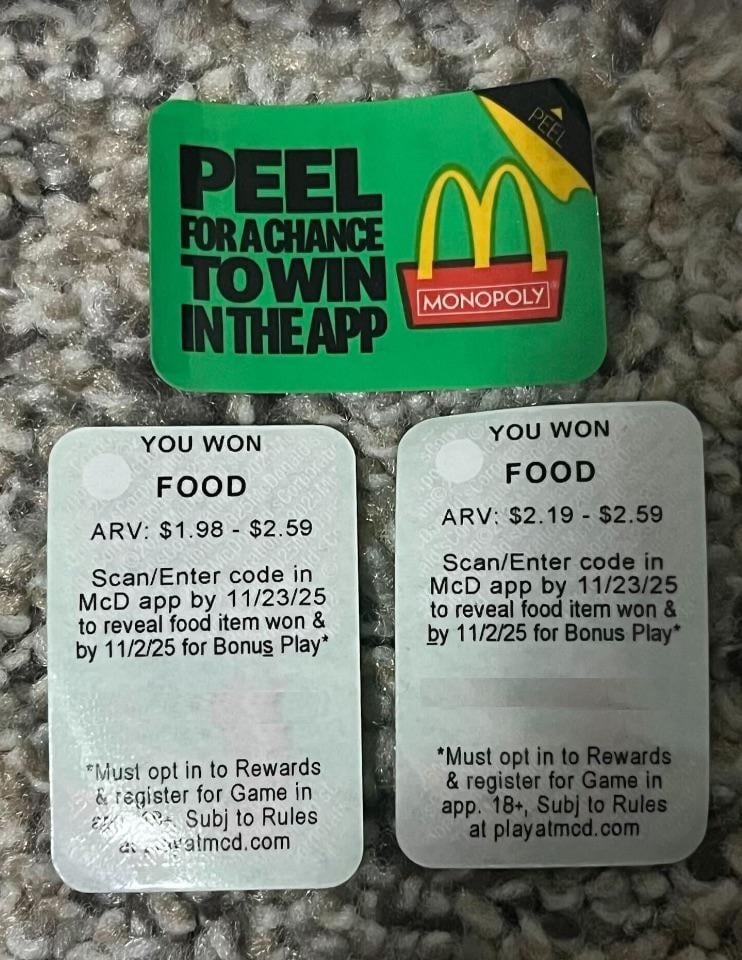 PEEL
FOR A CHANCE
TO WIN
IN THE APP
PEEL
MONOPOLY
YOU WON
FOOD
ARV: $1.98 - $2.59
Scan/Enter code in
McD app by 11/23/25
to reveal food item won &
by 11/2/25 for Bonus Play*
*Must opt in to Rewards
& register for Game in
18+, Subj to Rules
YOU WON
FOOD
ARV: $2.19 - $2.59
Scan/Enter code in
McD app by 11/23/25
to reveal food item won &
by 11/2/25 for Bonus Play*
*Must opt in to Rewards
& register for Game in
app. 18+, Subj to Rules
at playatmcd.com